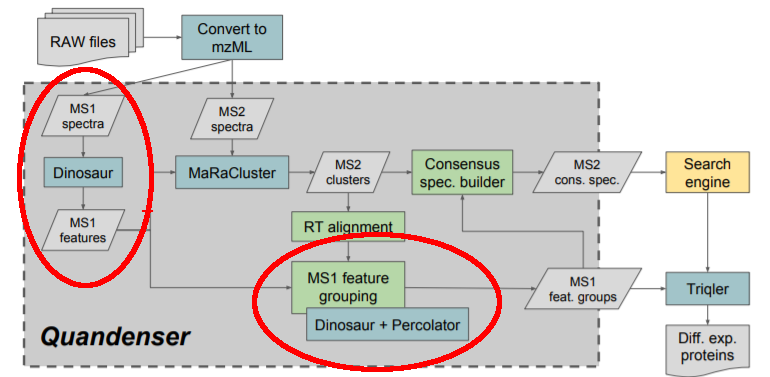 RAW files
Convert to
mzML
MS1
spectra
MS2
spectra
Dinosaur
MaRaCluster
MS2
clusters
Consensus
spec. builder
MS2
cons. spec.
Search
engine
MS1
features
RT alignment
MS1 feature
grouping
Dinosaur + Percolator
MS1
feat. groups
Triqler
Quandenser
Diff. exp.
proteins